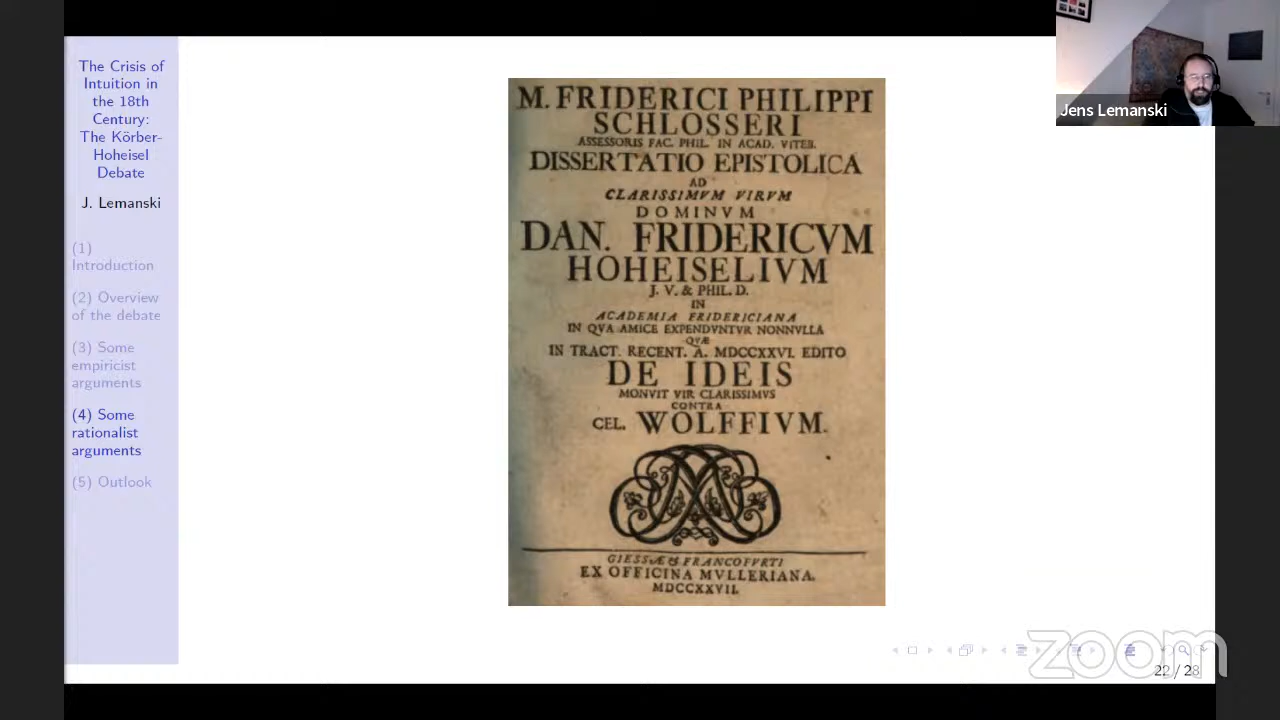 The Crisis of
Intuition in
the 18th
Century:
The Körber-
Hoheisel
Debate
J. Lemanski
(1)
Introduction
(2) Overview
of the debate
(3) Some
empiricist
arguments
(4) Some
rationalist
arguments
(5) Outlook
M. FRIDERICI PHILIPPI
SCHLOSSERI
ASSESSORIS FAC. PHIL. IN ACAD. VITEB.
DISSERTATIO EPISTOLICA
AD
CLARISSIMVM VIRVM
DOMINVM
DAN. FRIDERICVM
HOHEISELIVM
J. V. & PHIL. D.
IN
ACADEMIA FRIDERICIANA
IN QVA AMICE EXPENDVNTVR NONNVLLA
QVÆ
IN TRACT. RECENT. A. MDCCXXVI. EDITO
DE IDEIS
MONVIT VIR CLARISSIMVS
CONTRA
CEL. WOLFFIVM.
GIESSÆ & FRANCOFVRTI
EX OFFICINA MVLLERIANA.
MDCCXXVII.
Jens Lemanski
zoom
22 / 28